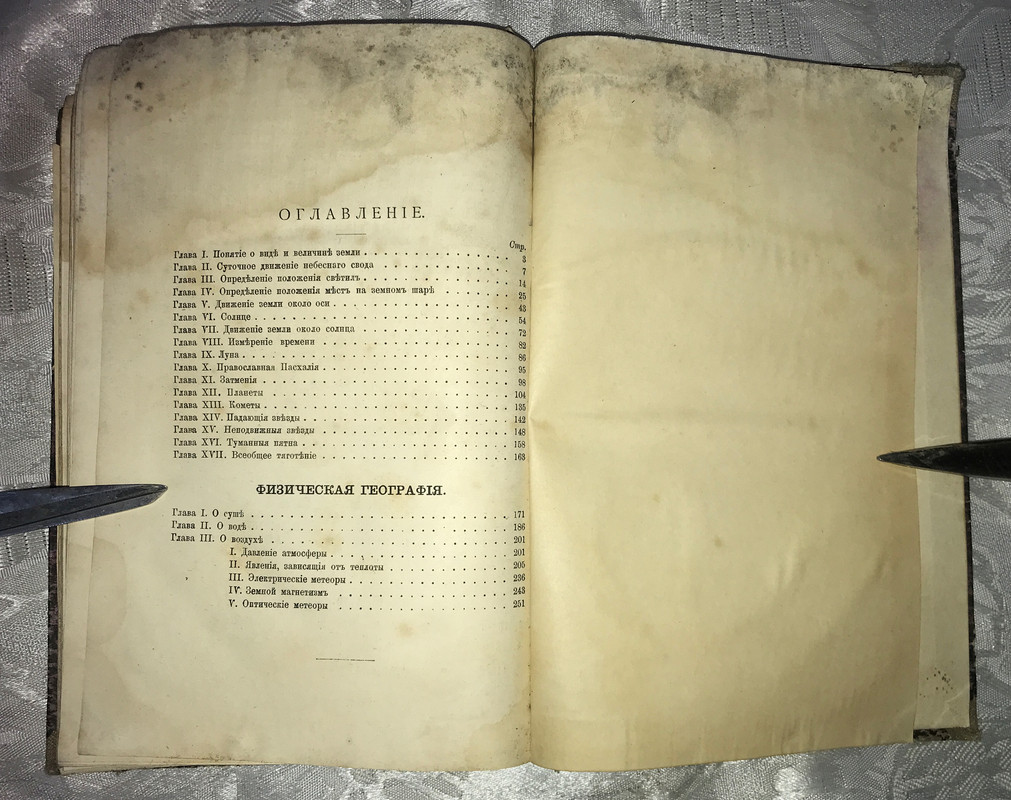 ОГЛАВЛЕНІЕ.
Стр.
Глава I. Понятіе о видѣ и величинѣ земли . . . . . . . . . . . . . . . 3
Глава II. Суточное движеніе небеснаго свода . . . . . . . . . . . . . . 7
Глава III. Опредѣленіе положенія свѣтилъ . . . . . . . . . . . . . . . 14
Глава IV. Опредѣленіе положенія мѣстъ на земномъ шарѣ . . . . . . . . 25
Глава V. Движеніе земли около оси . . . . . . . . . . . . . . . . . . 43
Глава VI. Солнце . . . . . . . . . . . . . . . . . . . . . . . . . . 54
Глава VII. Движеніе земли около солнца . . . . . . . . . . . . . . . . 72
Глава VIII. Измѣреніе времени . . . . . . . . . . . . . . . . . . . . 82
Глава IX. Луна . . . . . . . . . . . . . . . . . . . . . . . . . . . 86
Глава X. Православная Пасхалія . . . . . . . . . . . . . . . . . . . . 95
Глава XI. Затменія . . . . . . . . . . . . . . . . . . . . . . . . . 98
Глава XII. Планеты . . . . . . . . . . . . . . . . . . . . . . . . . 104
Глава XIII. Кометы . . . . . . . . . . . . . . . . . . . . . . . . . 135
Глава XIV. Падающія звѣзды . . . . . . . . . . . . . . . . . . . . . 142
Глава XV. Неподвижныя звѣзды . . . . . . . . . . . . . . . . . . . . 148
Глава XVI. Туманныя пятна . . . . . . . . . . . . . . . . . . . . . . 158
Глава XVII. Всеобщее тяготѣніе . . . . . . . . . . . . . . . . . . . . 163
ФИЗИЧЕСКАЯ ГЕОГРАФІЯ.
Глава I. О сушѣ . . . . . . . . . . . . . . . . . . . . . . . . . . 171
Глава II. О водѣ . . . . . . . . . . . . . . . . . . . . . . . . . . 186
Глава III. О воздухѣ . . . . . . . . . . . . . . . . . . . . . . . . 201
I. Давленіе атмосферы . . . . . . . . . . . . . . . . . . 201
II. Явленія, зависящія отъ теплоты . . . . . . . . . . . . 205
III. Электрическіе метеоры . . . . . . . . . . . . . . . . 236
IV. Земной магнетизмъ . . . . . . . . . . . . . . . . . . 243
V. Оптическіе метеоры . . . . . . . . . . . . . . . . . . 251